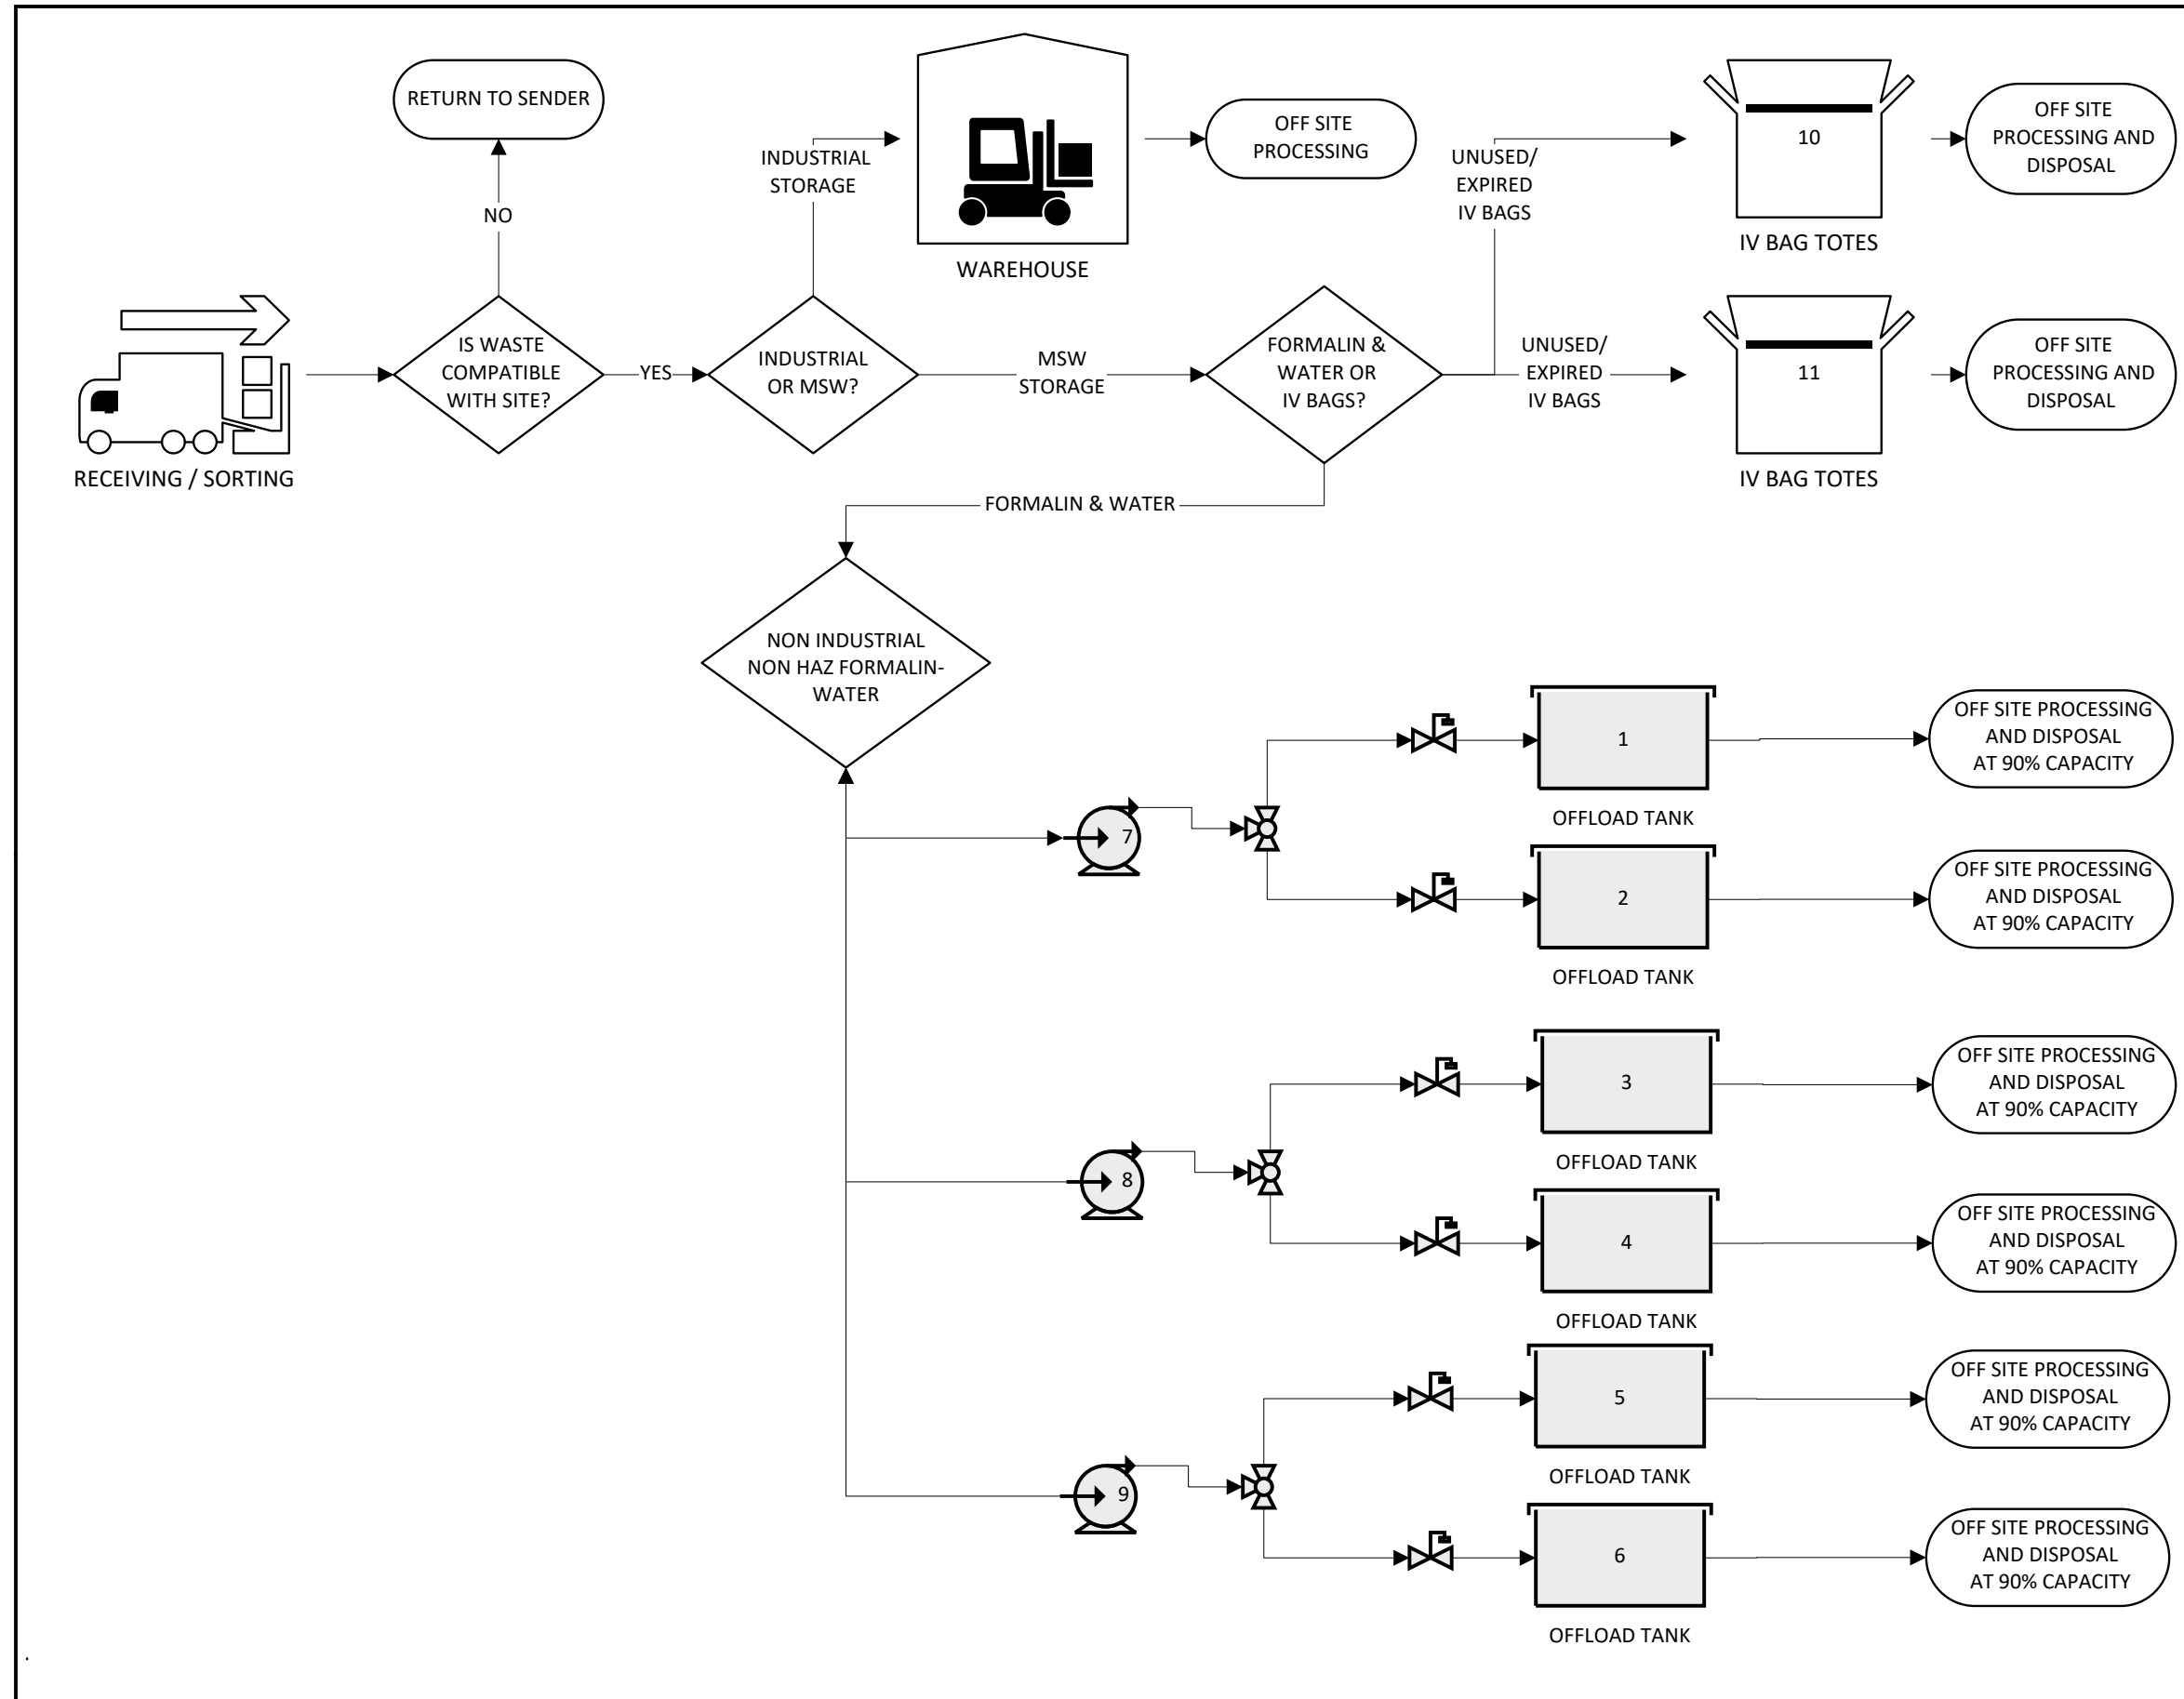 RETURN TO SENDER
NO
INDUSTRIAL
STORAGE
WAREHOUSE
OFF SITE
PROCESSING
UNUSED/
EXPIRED
IV BAGS
10
IV BAG TOTES
OFF SITE
PROCESSING AND
DISPOSAL
RECEIVING / SORTING
IS WASTE
COMPATIBLE
WITH SITE?
YES
INDUSTRIAL
OR MSW?
MSW
STORAGE
FORMALIN &
WATER OR
IV BAGS?
UNUSED/
EXPIRED
IV BAGS
11
IV BAG TOTES
OFF SITE
PROCESSING AND
DISPOSAL
FORMALIN & WATER
NON INDUSTRIAL
NON HAZ FORMALIN-
WATER
7
1
OFFLOAD TANK
OFF SITE PROCESSING
AND DISPOSAL
AT 90% CAPACITY
2
OFFLOAD TANK
OFF SITE PROCESSING
AND DISPOSAL
AT 90% CAPACITY
8
3
OFFLOAD TANK
OFF SITE PROCESSING
AND DISPOSAL
AT 90% CAPACITY
4
OFFLOAD TANK
OFF SITE PROCESSING
AND DISPOSAL
AT 90% CAPACITY
9
5
OFFLOAD TANK
OFF SITE PROCESSING
AND DISPOSAL
AT 90% CAPACITY
6
OFFLOAD TANK
OFF SITE PROCESSING
AND DISPOSAL
AT 90% CAPACITY
.